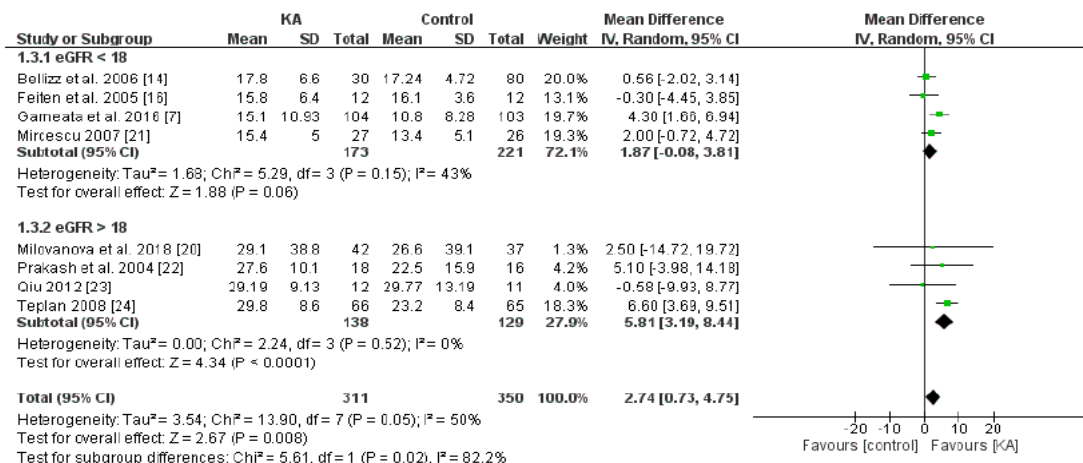 KA Control Mean Difference Mean Difference
Study or Subgroup Mean SD Total Mean SD Total Weight IV, Random, 95% CI IV, Random, 95% CI
1.3.1 eGFR < 18
Bellizz et al. 2006 [14] 17.8 6.6 30 17.24 4.72 80 20.0% 0.56 [-2.02, 3.14]
Feiten et al. 2005 [16] 15.8 6.4 12 16.1 3.6 12 13.1% -0.30 [-4.45, 3.85]
Garneata et al. 2016 [7] 15.1 10.93 104 10.8 8.28 103 19.7% 4.30 [1.66, 6.94]
Mircescu 2007 [21] 15.4 5 27 13.4 5.1 26 19.3% 2.00 [-0.72, 4.72]
Subtotal (95% CI) 173 221 72.1% 1.87 [-0.08, 3.81]
Heterogeneity: Tau² = 1.68; Chi² = 5.29, df = 3 (P = 0.15); I² = 43%
Test for overall effect: Z = 1.88 (P = 0.06)
1.3.2 eGFR > 18
Milovanova et al. 2018 [20] 29.1 38.8 42 26.6 39.1 37 1.3% 2.50 [-14.72, 19.72]
Prakash et al. 2004 [22] 27.6 10.1 18 22.5 15.9 16 4.2% 5.10 [-3.98, 14.18]
Qiu 2012 [23] 29.19 9.13 12 29.77 13.19 11 4.0% -0.58 [-9.93, 8.77]
Teplan 2008 [24] 29.8 8.6 66 23.2 8.4 65 18.3% 6.60 [3.69, 9.51]
Subtotal (95% CI) 138 129 27.9% 5.81 [3.19, 8.44]
Heterogeneity: Tau² = 0.00; Chi² = 2.24, df = 3 (P = 0.52); I² = 0%
Test for overall effect: Z = 4.34 (P < 0.0001)
Total (95% CI) 311 350 100.0% 2.74 [0.73, 4.75]
Heterogeneity: Tau² = 3.54; Chi² = 13.90, df = 7 (P = 0.05); I² = 50%
Test for overall effect: Z = 2.67 (P = 0.008)
Test for subgroup differences: Chi² = 5.61, df = 1 (P = 0.02), I² = 82.2%
-20 -10 0 10 20
Favours [control] Favours [KA]